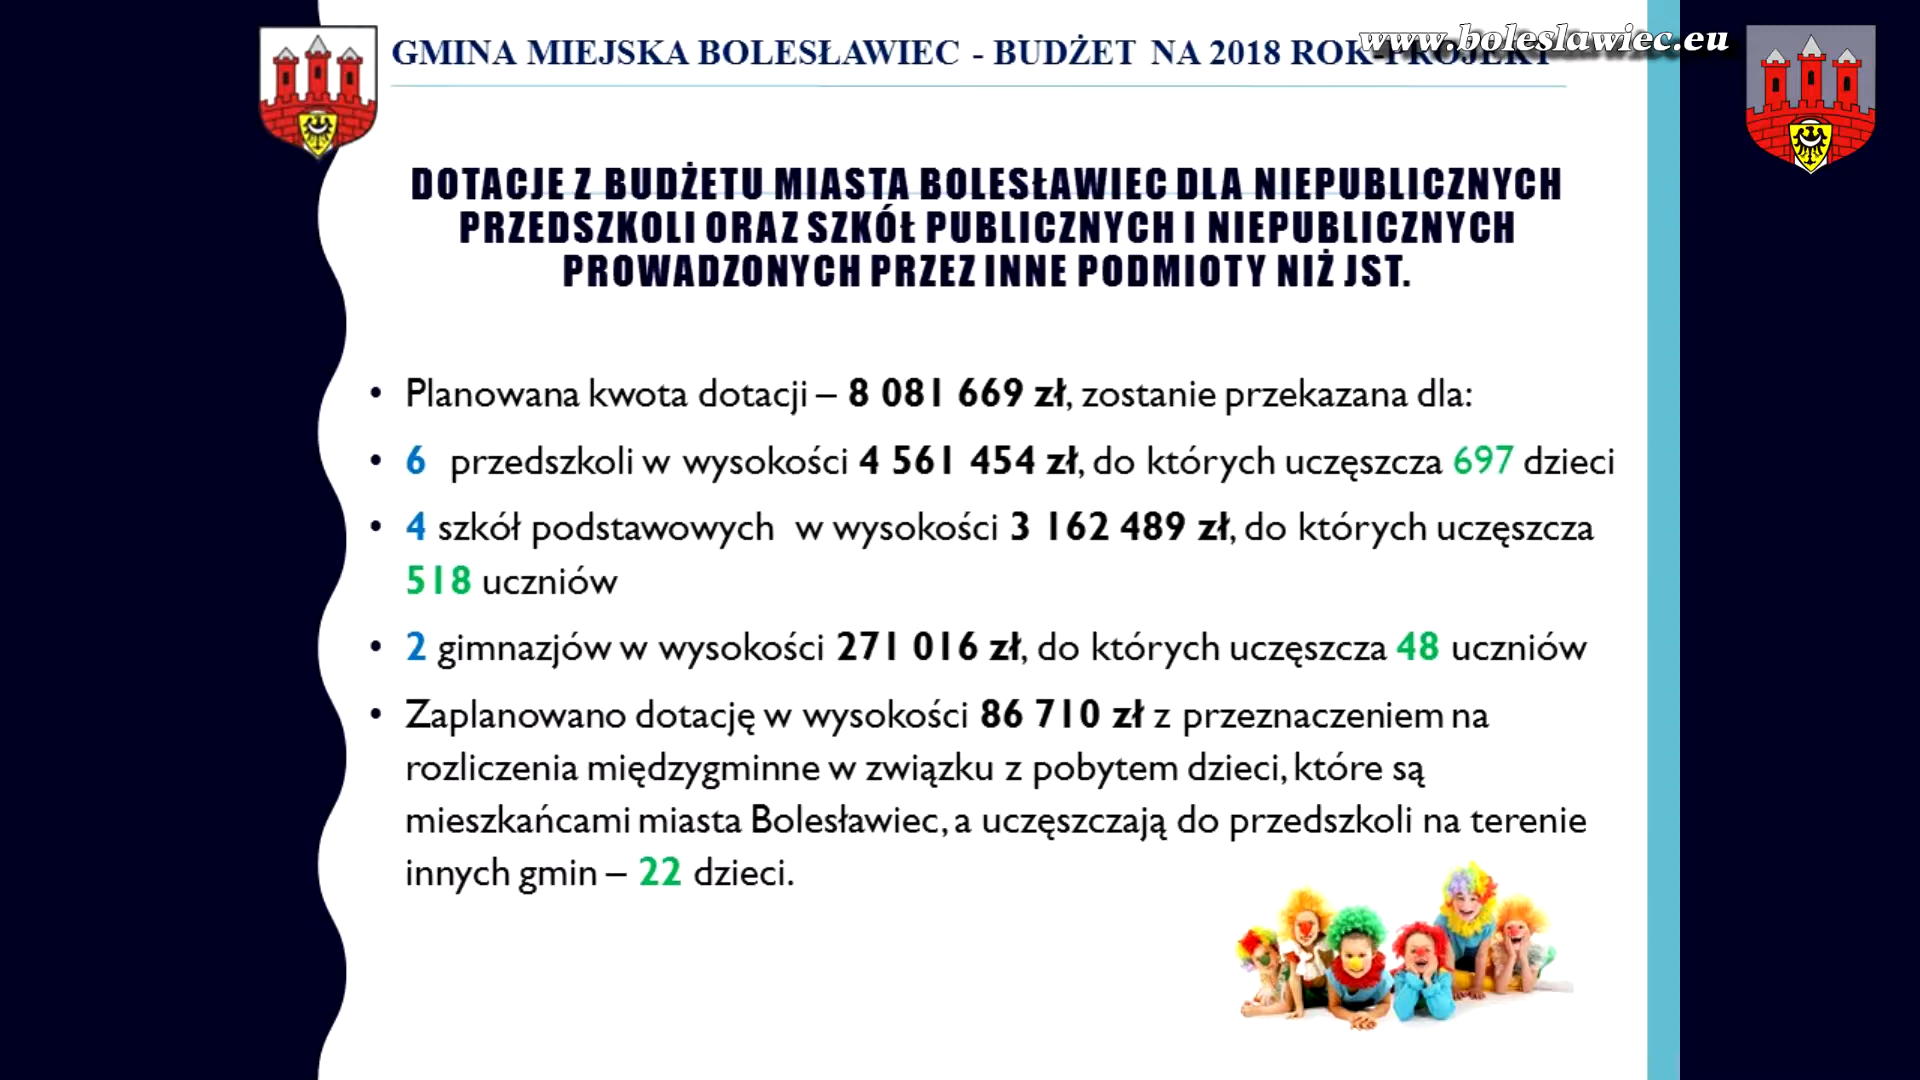 www.boleslawiec.eu
GMINA MIEJSKA BOLESŁAWIEC - BUDŻET NA 2018 ROK-PROJEKT
DOTACJE Z BUDŻETU MIASTA BOLESŁAWIEC DLA NIEPUBLICZNYCH
PRZEDSZKOLI ORAZ SZKÓŁ PUBLICZNYCH I NIEPUBLICZNYCH
PROWADZONYCH PRZEZ INNE PODMIOTY NIŻ JST.
• Planowana kwota dotacji – 8 081 669 zł, zostanie przekazana dla:
• 6 przedszkoli w wysokości 4 561 454 zł, do których uczęszcza 697 dzieci
• 4 szkół podstawowych w wysokości 3 162 489 zł, do których uczęszcza
518 uczniów
• 2 gimnazjów w wysokości 271 016 zł, do których uczęszcza 48 uczniów
• Zaplanowano dotację w wysokości 86 710 zł z przeznaczeniem na
rozliczenia międzygminne w związku z pobytem dzieci, które są
mieszkańcami miasta Bolesławiec, a uczęszczają do przedszkoli na terenie
innych gmin – 22 dzieci.